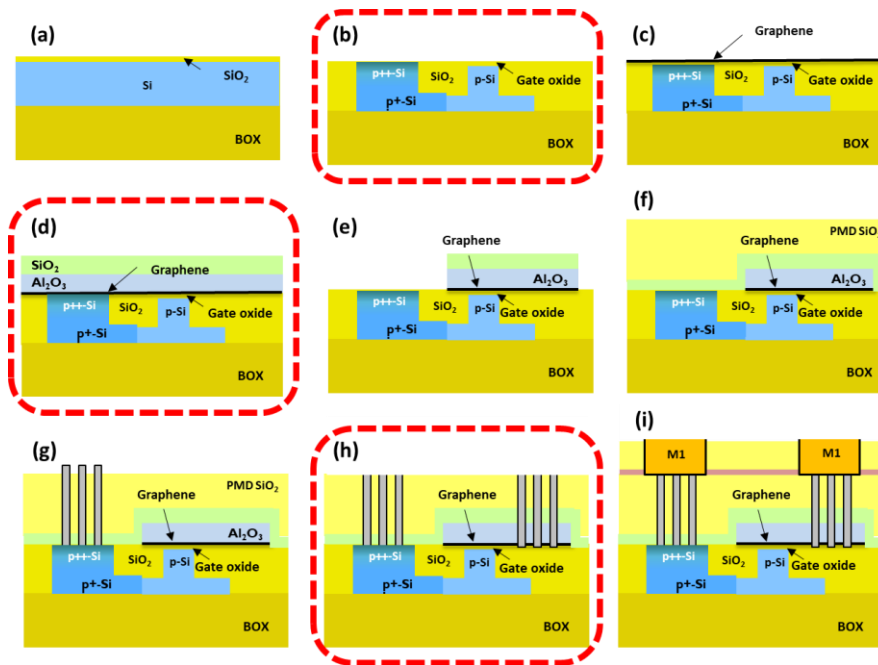 (a)
SiO₂
Si
BOX
(b)
p++-Si
SiO₂
p-Si
Gate oxide
p+-Si
BOX
(c)
Graphene
p++-Si
SiO₂
p-Si
Gate oxide
p+-Si
BOX
(d)
SiO₂
Graphene
Al₂O₃
p++-Si
SiO₂
p-Si
Gate oxide
p+-Si
BOX
(e)
Graphene
Al₂O₃
p++-Si
SiO₂
p-Si
Gate oxide
p+-Si
BOX
(f)
PMD SiO₂
Graphene
Al₂O₃
p++-Si
SiO₂
p-Si
Gate oxide
p+-Si
BOX
(g)
PMD SiO₂
Graphene
Al₂O₃
p++-Si
SiO₂
p-Si
Gate oxide
p+-Si
BOX
(h)
Graphene
p++-Si
SiO₂
p-Si
Gate oxide
p+-Si
BOX
(i)
M1
M1
Graphene
p++-Si
SiO₂
p-Si
Gate oxide
p+-Si
BOX